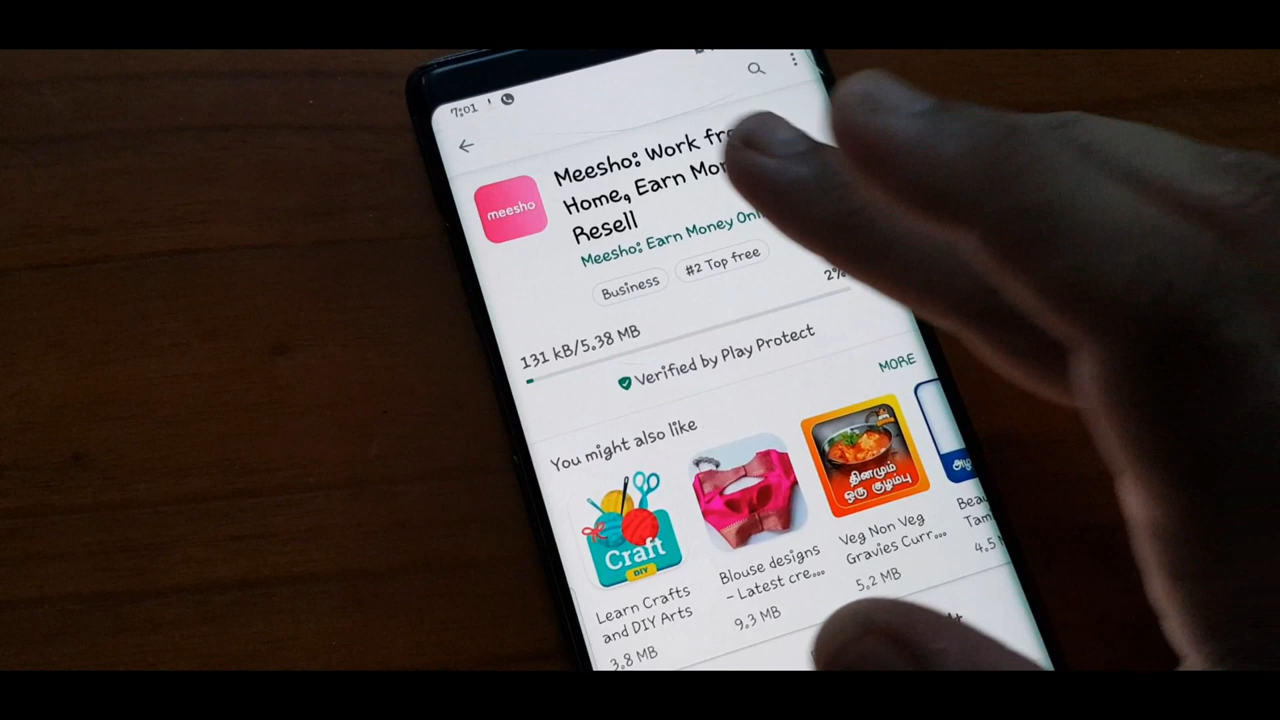 7:01
Meesho: Work
Home, Earn
Resell
meesho
Meesho: Earn Money
Business
#2 Top free
2%
131 kB/5.38 MB
Verified by Play Protect
MORE
You might also like
Craft
DIY
தினமும்
ஒரு குழம்பு
Learn Crafts
and DIY Arts
3.8 MB
Blouse designs
- Latest cre...
9.3 MB
Veg Non Veg
Gravies Curr...
5.2 MB